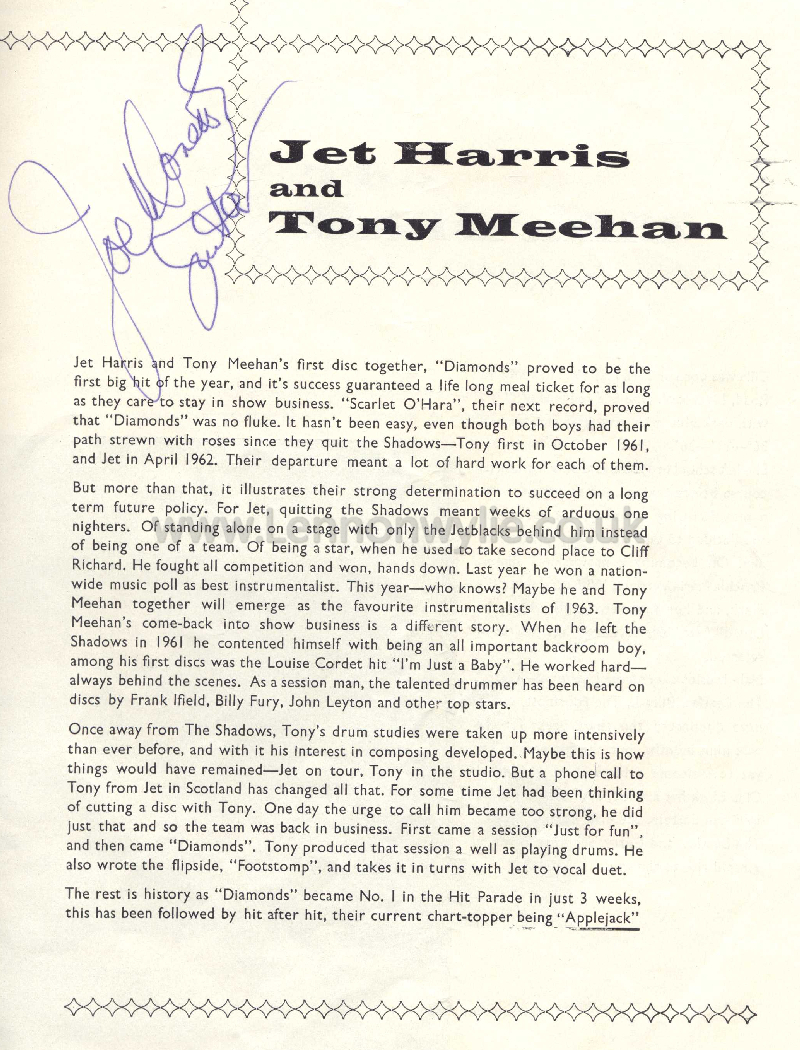 Jet Harris
and
Tony Meehan
Joe
Guitar
Jet Harris and Tony Meehan's first disc together, "Diamonds" proved to be the
first big hit of the year, and it's success guaranteed a life long meal ticket for as long
as they care to stay in show business. "Scarlet O'Hara", their next record, proved
that "Diamonds" was no fluke. It hasn't been easy, even though both boys had their
path strewn with roses since they quit the Shadows—Tony first in October 1961,
and Jet in April 1962. Their departure meant a lot of hard work for each of them.
But more than that, it illustrates their strong determination to succeed on a long
term future policy. For Jet, quitting the Shadows meant weeks of arduous one
nighters. Of standing alone on a stage with only the Jetblacks behind him instead
of being one of a team. Of being a star, when he used to take second place to Cliff
Richard. He fought all competition and won, hands down. Last year he won a nation-
wide music poll as best instrumentalist. This year—who knows? Maybe he and Tony
Meehan together will emerge as the favourite instrumentalists of 1963. Tony
Meehan's come-back into show business is a different story. When he left the
Shadows in 1961 he contented himself with being an all important backroom boy,
among his first discs was the Louise Cordet hit "I'm Just a Baby". He worked hard—
always behind the scenes. As a session man, the talented drummer has been heard on
discs by Frank Ifield, Billy Fury, John Leyton and other top stars.
Once away from The Shadows, Tony's drum studies were taken up more intensively
than ever before, and with it his interest in composing developed. Maybe this is how
things would have remained—Jet on tour, Tony in the studio. But a phone call to
Tony from Jet in Scotland has changed all that. For some time Jet had been thinking
of cutting a disc with Tony. One day the urge to call him became too strong, he did
just that and so the team was back in business. First came a session "Just for fun",
and then came "Diamonds". Tony produced that session a well as playing drums. He
also wrote the flipside, "Footstomp", and takes it in turns with Jet to vocal duet.
The rest is history as "Diamonds" became No. 1 in the Hit Parade in just 3 weeks,
this has been followed by hit after hit, their current chart-topper being "Applejack"
www.Lennonwylie.co.uk